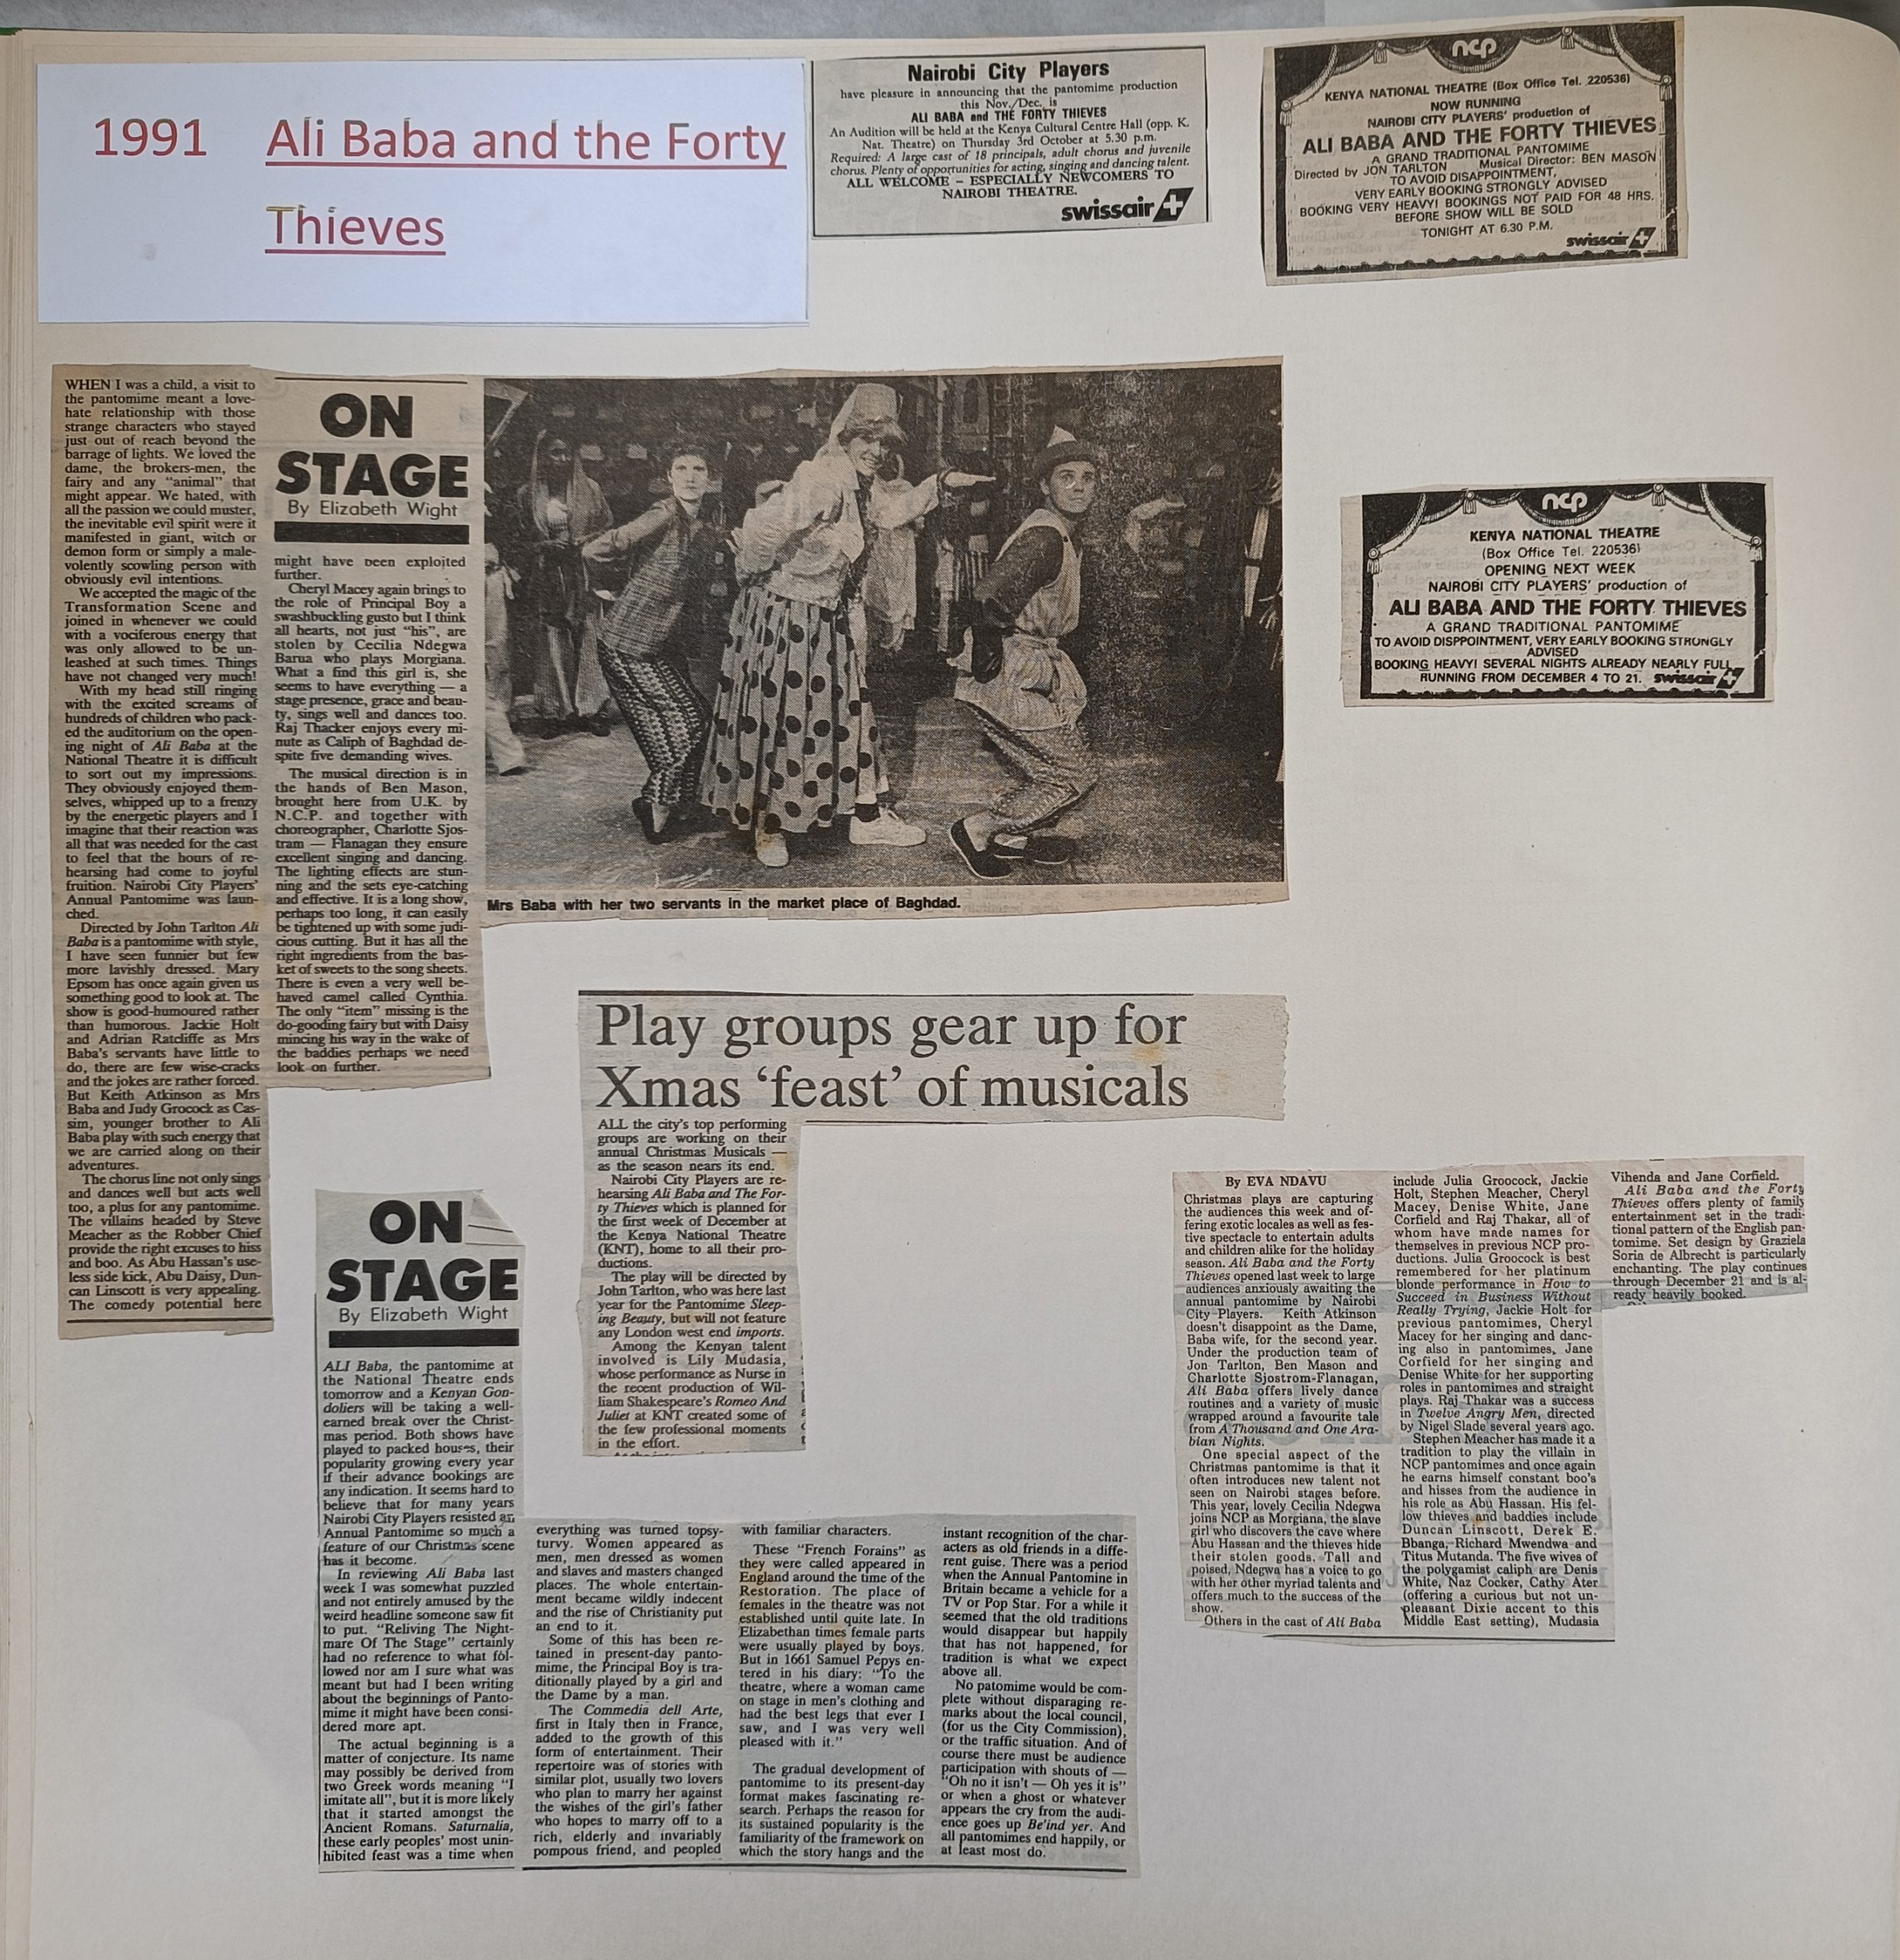 1991 Ali Baba and the Forty
Thieves
Nairobi City Players
have pleasure in announcing that the pantomime production
this Nov./Dec. is
ALI BABA and THE FORTY THIEVES
An Audition will be held at the Kenya Cultural Centre Hall (opp. K.
Nat. Theatre) on Thursday 3rd October at 5.30 p.m.
Required: A large cast of 18 principals, adult chorus and juvenile
chorus. Plenty of opportunities for acting, singing and dancing talent.
ALL WELCOME – ESPECIALLY NEWCOMERS TO
NAIROBI THEATRE.
swissair
ncp
KENYA NATIONAL THEATRE (Box Office Tel. 220536)
NOW RUNNING
NAIROBI CITY PLAYERS' production of
ALI BABA AND THE FORTY THIEVES
A GRAND TRADITIONAL PANTOMIME
Directed by JON TARLTON Musical Director: BEN MASON
TO AVOID DISAPPOINTMENT,
VERY EARLY BOOKING STRONGLY ADVISED
BOOKING VERY HEAVY! BOOKINGS NOT PAID FOR 48 HRS.
BEFORE SHOW WILL BE SOLD
TONIGHT AT 6.30 P.M.
swissair
WHEN I was a child, a visit to
the pantomime meant a love-
hate relationship with those
strange characters who stayed
just out of reach beyond the
barrage of lights. We loved the
dame, the brokers-men, the
fairy and any "animal" that
might appear. We hated, with
all the passion we could muster,
the inevitable evil spirit were it
manifested in giant, witch or
demon form or simply a male-
volently scowling person with
obviously evil intentions.
We accepted the magic of the
Transformation Scene and
joined in whenever we could
with a vociferous energy that
was only allowed to be un-
leashed at such times. Things
have not changed very much!
With my head still ringing
with the excited screams of
hundreds of children who pack-
ed the auditorium on the open-
ing night of Ali Baba at the
National Theatre it is difficult
to sort out my impressions.
They obviously enjoyed them-
selves, whipped up to a frenzy
by the energetic players and I
imagine that their reaction was
all that was needed for the cast
to feel that the hours of re-
hearsing had come to joyful
fruition. Nairobi City Players'
Annual Pantomime was laun-
ched.
Directed by John Tarlton Ali
Baba is a pantomime with style,
I have seen funnier but few
more lavishly dressed. Mary
Epsom has once again given us
something good to look at. The
show is good-humoured rather
than humorous. Jackie Holt
and Adrian Ratcliffe as Mrs
Baba's servants have little to
do, there are few wise-cracks
and the jokes are rather forced.
But Keith Atkinson as Mrs
Baba and Judy Grocock as Cas-
sim, younger brother to Ali
Baba play with such energy that
we are carried along on their
adventures.
The chorus line not only sings
and dances well but acts well
too, a plus for any pantomime.
The villains headed by Steve
Meacher as the Robber Chief
provide the right excuses to hiss
and boo. As Abu Hassan's use-
less side kick, Abu Daisy, Dun-
can Linscott is very appealing.
The comedy potential here
ON
STAGE
By Elizabeth Wight
might have been exploited
further.
Cheryl Macey again brings to
the role of Principal Boy a
swashbuckling gusto but I think
all hearts, not just "his", are
stolen by Cecilia Ndegwa
Barua who plays Morgiana.
What a find this girl is, she
seems to have everything — a
stage presence, grace and beau-
ty, sings well and dances too.
Raj Thacker enjoys every mi-
nute as Caliph of Baghdad de-
spite five demanding wives.
The musical direction is in
the hands of Ben Mason,
brought here from U.K. by
N.C.P. and together with
choreographer, Charlotte Sjos-
tram — Flanagan they ensure
excellent singing and dancing.
The lighting effects are stun-
ning and the sets eye-catching
and effective. It is a long show,
perhaps too long, it can easily
be tightened up with some judi-
cious cutting. But it has all the
right ingredients from the bas-
ket of sweets to the song sheets.
There is even a very well be-
haved camel called Cynthia.
The only "item" missing is the
do-gooding fairy but with Daisy
mincing his way in the wake of
the baddies perhaps we need
look on further.
Mrs Baba with her two servants in the market place of Baghdad.
ncp
KENYA NATIONAL THEATRE
(Box Office Tel. 220536)
OPENING NEXT WEEK
NAIROBI CITY PLAYERS' production of
ALI BABA AND THE FORTY THIEVES
A GRAND TRADITIONAL PANTOMIME
TO AVOID DISPPOINTMENT, VERY EARLY BOOKING STRONGLY
ADVISED
BOOKING HEAVY! SEVERAL NIGHTS ALREADY NEARLY FULL
RUNNING FROM DECEMBER 4 TO 21. swissair
Play groups gear up for
Xmas 'feast' of musicals
ALL the city's top performing
groups are working on their
annual Christmas Musicals —
as the season nears its end.
Nairobi City Players are re-
hearsing Ali Baba and The For-
ty Thieves which is planned for
the first week of December at
the Kenya National Theatre
(KNT), home to all their pro-
ductions.
The play will be directed by
John Tarlton, who was here last
year for the Pantomime Sleep-
ing Beauty, but will not feature
any London west end imports.
Among the Kenyan talent
involved is Lily Mudasia,
whose performance as Nurse in
the recent production of Wil-
liam Shakespeare's Romeo And
Juliet at KNT created some of
the few professional moments
in the effort.
ON
STAGE
By Elizabeth Wight
ALI Baba, the pantomime at
the National Theatre ends
tomorrow and a Kenyan Gon-
doliers will be taking a well-
earned break over the Christ-
mas period. Both shows have
played to packed houses, their
popularity growing every year
if their advance bookings are
any indication. It seems hard to
believe that for many years
Nairobi City Players resisted an
Annual Pantomime so much a
feature of our Christmas scene
has it become.
In reviewing Ali Baba last
week I was somewhat puzzled
and not entirely amused by the
weird headline someone saw fit
to put. "Reliving The Night-
mare Of The Stage" certainly
had no reference to what fol-
lowed nor am I sure what was
meant but had I been writing
about the beginnings of Panto-
mime it might have been consi-
dered more apt.
The actual beginning is a
matter of conjecture. Its name
may possibly be derived from
two Greek words meaning "I
imitate all", but it is more likely
that it started amongst the
Ancient Romans. Saturnalia,
these early peoples' most unin-
hibited feast was a time when
everything was turned topsy-
turvy. Women appeared as
men, men dressed as women
and slaves and masters changed
places. The whole entertain-
ment became wildly indecent
and the rise of Christianity put
an end to it.
Some of this has been re-
tained in present-day panto-
mime, the Principal Boy is tra-
ditionally played by a girl and
the Dame by a man.
The Commedia dell Arte,
first in Italy then in France,
added to the growth of this
form of entertainment. Their
repertoire was of stories with
similar plot, usually two lovers
who plan to marry her against
the wishes of the girl's father
who hopes to marry off to a
rich, elderly and invariably
pompous friend, and peopled
with familiar characters.
These "French Forains" as
they were called appeared in
England around the time of the
Restoration. The place of
females in the theatre was not
established until quite late. In
Elizabethan times female parts
were usually played by boys.
But in 1661 Samuel Pepys en-
tered in his diary: "To the
theatre, where a woman came
on stage in men's clothing and
had the best legs that ever I
saw, and I was very well
pleased with it."
The gradual development of
pantomime to its present-day
format makes fascinating re-
search. Perhaps the reason for
its sustained popularity is the
familiarity of the framework on
which the story hangs and the
instant recognition of the char-
acters as old friends in a diffe-
rent guise. There was a period
when the Annual Pantomine in
Britain became a vehicle for a
TV or Pop Star. For a while it
seemed that the old traditions
would disappear but happily
that has not happened, for
tradition is what we expect
above all.
No patomime would be com-
plete without disparaging re-
marks about the local council,
(for us the City Commission),
or the traffic situation. And of
course there must be audience
participation with shouts of —
"Oh no it isn't — Oh yes it is"
or when a ghost or whatever
appears the cry from the audi-
ence goes up Be'ind yer. And
all pantomimes end happily, or
at least most do.
By EVA NDAVU
Christmas plays are capturing
the audiences this week and of-
fering exotic locales as well as fes-
tive spectacle to entertain adults
and children alike for the holiday
season. Ali Baba and the Forty
Thieves opened last week to large
audiences anxiously awaiting the
annual pantomime by Nairobi
City Players. Keith Atkinson
doesn't disappoint as the Dame,
Baba wife, for the second year.
Under the production team of
Jon Tarlton, Ben Mason and
Charlotte Sjostrom-Flanagan,
Ali Baba offers lively dance
routines and a variety of music
wrapped around a favourite tale
from A Thousand and One Ara-
bian Nights.
One special aspect of the
Christmas pantomime is that it
often introduces new talent not
seen on Nairobi stages before.
This year, lovely Cecilia Ndegwa
joins NCP as Morgiana, the slave
girl who discovers the cave where
Abu Hassan and the thieves hide
their stolen goods. Tall and
poised, Ndegwa has a voice to go
with her other myriad talents and
offers much to the success of the
show.
Others in the cast of Ali Baba
include Julia Groocock, Jackie
Holt, Stephen Meacher, Cheryl
Macey, Denise White, Jane
Corfield and Raj Thakar, all of
whom have made names for
themselves in previous NCP pro-
ductions. Julia Groocock is best
remembered for her platinum
blonde performance in How to
Succeed in Business Without
Really Trying, Jackie Holt for
previous pantomimes, Cheryl
Macey for her singing and danc-
ing also in pantomimes, Jane
Corfield for her singing and
Denise White for her supporting
roles in pantomimes and straight
plays. Raj Thakar was a success
in Twelve Angry Men, directed
by Nigel Slade several years ago.
Stephen Meacher has made it a
tradition to play the villain in
NCP pantomimes and once again
he earns himself constant boo's
and hisses from the audience in
his role as Abu Hassan. His fel-
low thieves and baddies include
Duncan Linscott, Derek E.
Bbanga, Richard Mwendwa and
Titus Mutanda. The five wives of
the polygamist caliph are Denis
White, Naz Cocker, Cathy Ater
(offering a curious but not un-
pleasant Dixie accent to this
Middle East setting), Mudasia
Vihenda and Jane Corfield.
Ali Baba and the Forty
Thieves offers plenty of family
entertainment set in the tradi-
tional pattern of the English pan-
tomime. Set design by Graziela
Soria de Albrecht is particularly
enchanting. The play continues
through December 21 and is al-
ready heavily booked.